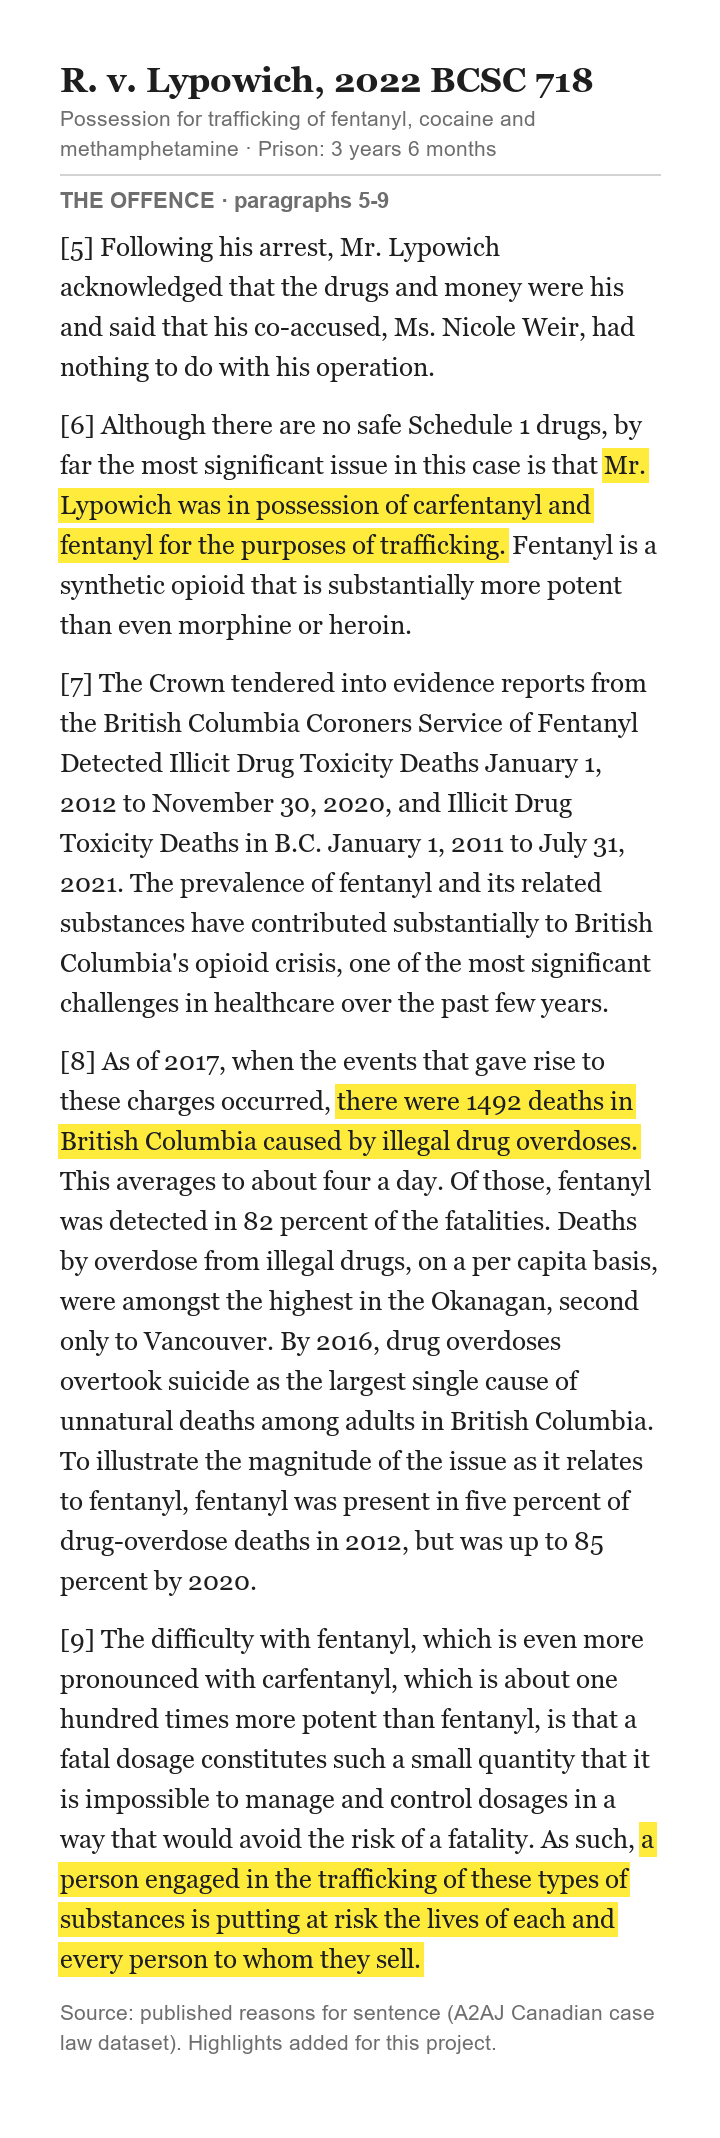 R. v. Lypowich, 2022 BCSC 718
Possession for trafficking of fentanyl, cocaine and
methamphetamine · Prison: 3 years 6 months
THE OFFENCE · paragraphs 5-9
[5] Following his arrest, Mr. Lypowich
acknowledged that the drugs and money were his
and said that his co-accused, Ms. Nicole Weir, had
nothing to do with his operation.
[6] Although there are no safe Schedule 1 drugs, by
far the most significant issue in this case is that Mr.
Lypowich was in possession of carfentanyl and
fentanyl for the purposes of trafficking. Fentanyl is a
synthetic opioid that is substantially more potent
than even morphine or heroin.
[7] The Crown tendered into evidence reports from
the British Columbia Coroners Service of Fentanyl
Detected Illicit Drug Toxicity Deaths January 1,
2012 to November 30, 2020, and Illicit Drug
Toxicity Deaths in B.C. January 1, 2011 to July 31,
2021. The prevalence of fentanyl and its related
substances have contributed substantially to British
Columbia's opioid crisis, one of the most significant
challenges in healthcare over the past few years.
[8] As of 2017, when the events that gave rise to
these charges occurred, there were 1492 deaths in
British Columbia caused by illegal drug overdoses.
This averages to about four a day. Of those, fentanyl
was detected in 82 percent of the fatalities. Deaths
by overdose from illegal drugs, on a per capita basis,
were amongst the highest in the Okanagan, second
only to Vancouver. By 2016, drug overdoses
overtook suicide as the largest single cause of
unnatural deaths among adults in British Columbia.
To illustrate the magnitude of the issue as it relates
to fentanyl, fentanyl was present in five percent of
drug-overdose deaths in 2012, but was up to 85
percent by 2020.
[9] The difficulty with fentanyl, which is even more
pronounced with carfentanyl, which is about one
hundred times more potent than fentanyl, is that a
fatal dosage constitutes such a small quantity that it
is impossible to manage and control dosages in a
way that would avoid the risk of a fatality. As such, a
person engaged in the trafficking of these types of
substances is putting at risk the lives of each and
every person to whom they sell.
Source: published reasons for sentence (A2AJ Canadian case
law dataset). Highlights added for this project.